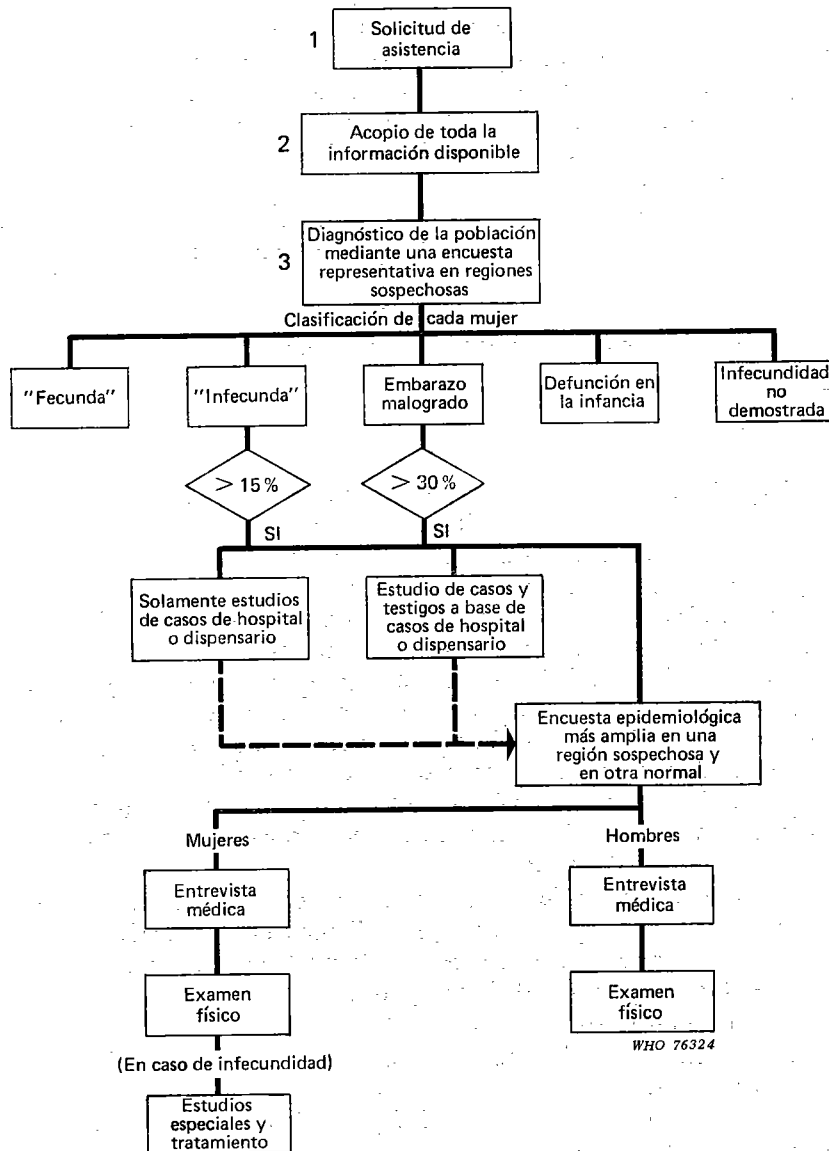 1
Solicitud de
asistencia
2
Acopio de toda la
información disponible
3
Diagnóstico de la población
mediante una encuesta
representativa en regiones
sospechosas
Clasificación de cada mujer
"Fecunda"
"Infecunda"
Embarazo
malogrado
Defunción en
la infancia
Infecundidad
no
demostrada
> 15%
> 30%
SI
SI
Solamente estudios
de casos de hospital
o dispensario
Estudio de casos y
testigos a base de
casos de hospital
o dispensario
Encuesta epidemiológica
más amplia en una
región sospechosa y
en otra normal
Mujeres
Hombres
Entrevista
médica
Entrevista
médica
Examen
físico
Examen
físico
WHO 76324
(En caso de infecundidad)
Estudios
especiales y
tratamiento